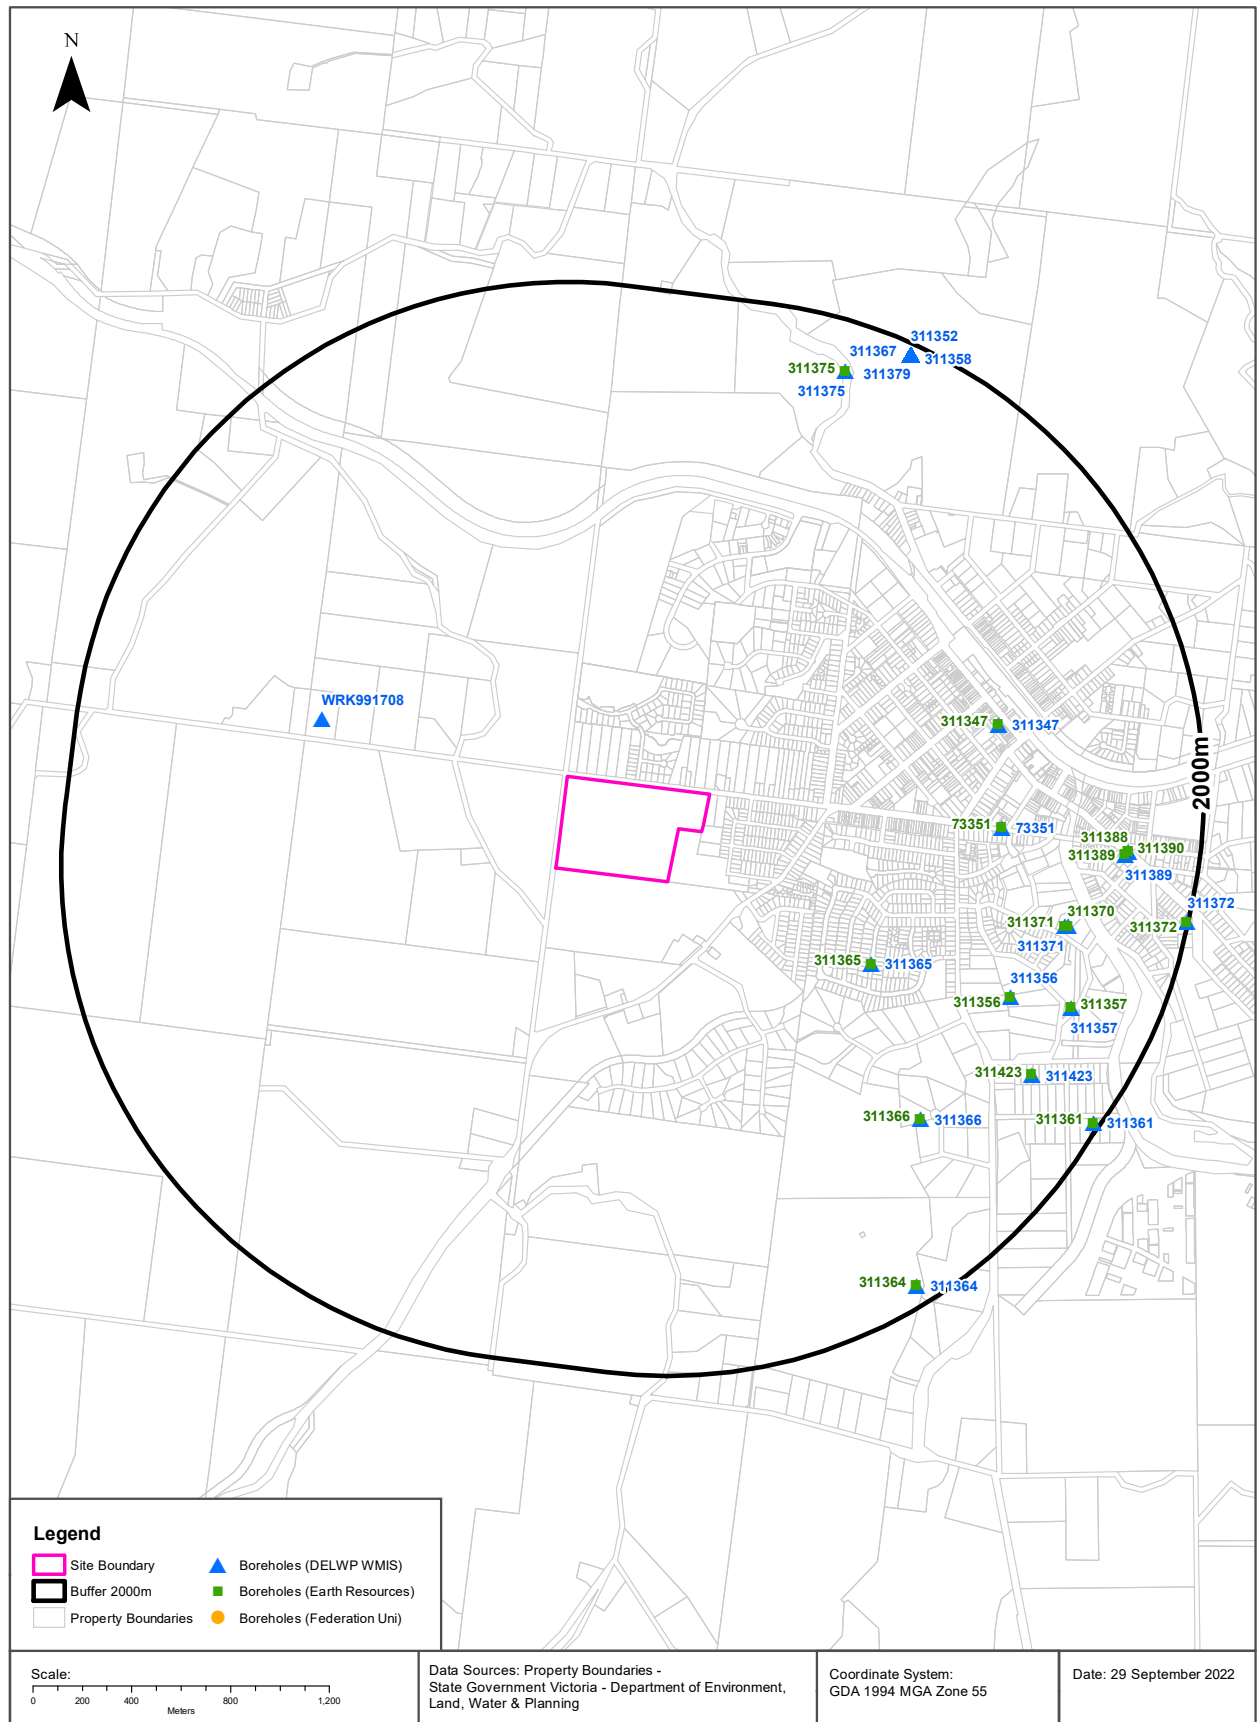 N
311352
311367
311358
311375
311379
311375
WRK991708
311347
311347
2000m
73351
73351
311388
311390
311389
311389
311372
311370
311371
311372
311371
311365
311365
311356
311356
311357
311357
311423
311423
311366
311366
311361
311361
311364
311364
Legend
Site Boundary
Boreholes (DELWP WMIS)
Buffer 2000m
Boreholes (Earth Resources)
Property Boundaries
Boreholes (Federation Uni)
Scale:
0 200 400 800 1,200
Meters
Data Sources: Property Boundaries -
State Government Victoria - Department of Environment,
Land, Water & Planning
Coordinate System:
GDA 1994 MGA Zone 55
Date: 29 September 2022